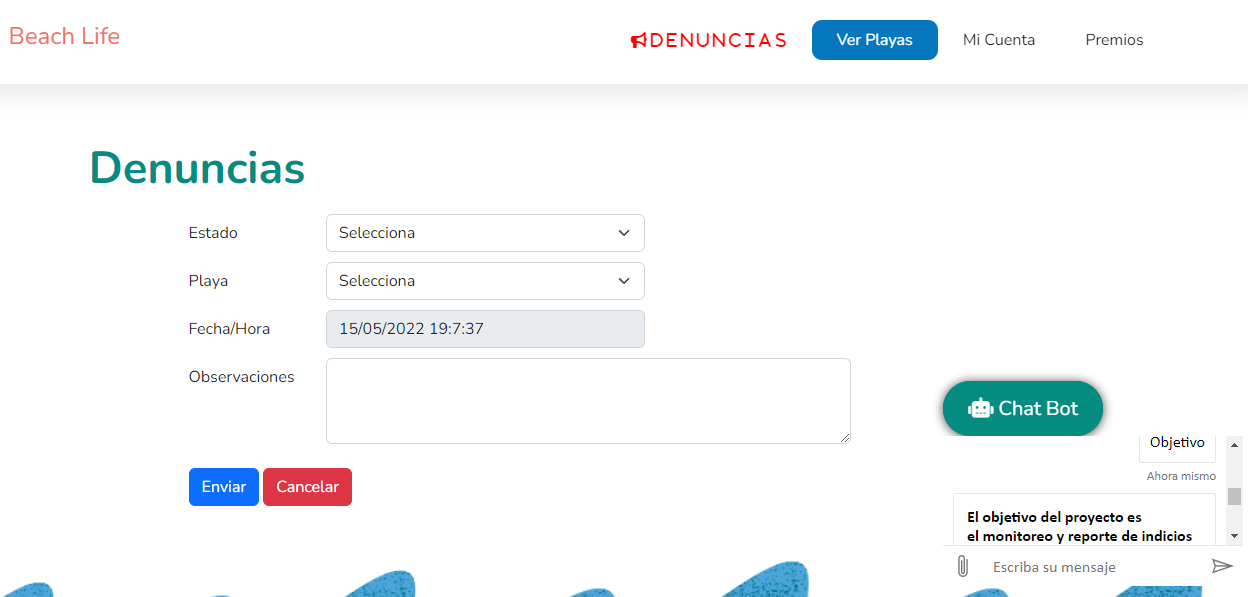 Beach Life
DENUNCIAS
Ver Playas
Mi Cuenta
Premios
Denuncias
Estado
Selecciona
Playa
Selecciona
Fecha/Hora
15/05/2022 19:7:37
Observaciones
Enviar
Cancelar
Chat Bot
Objetivo
Ahora mismo
El objetivo del proyecto es
el monitoreo y reporte de indicios
Escriba su mensaje